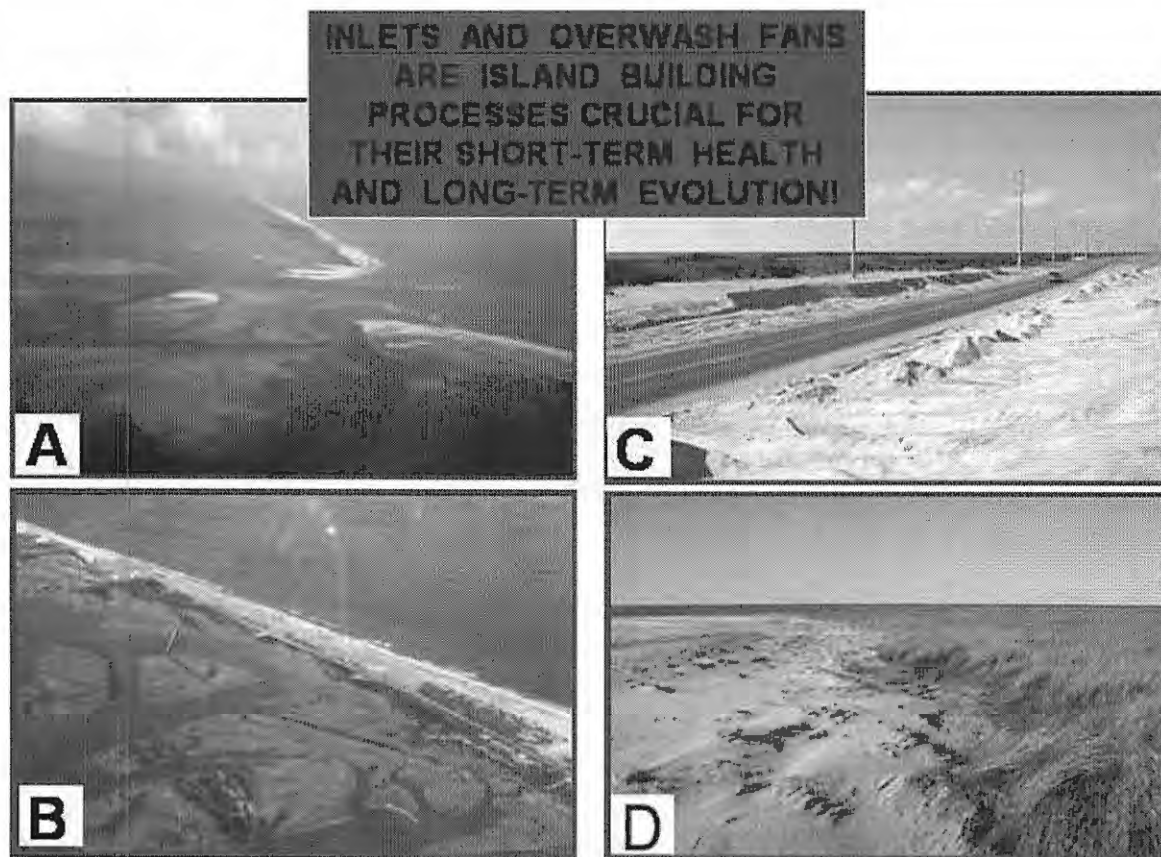 INLETS AND OVERWASH FANS
ARE ISLAND BUILDING
PROCESSES CRUCIAL FOR
THEIR SHORT-TERM HEALTH
AND LONG-TERM EVOLUTION!
A
C
B
D